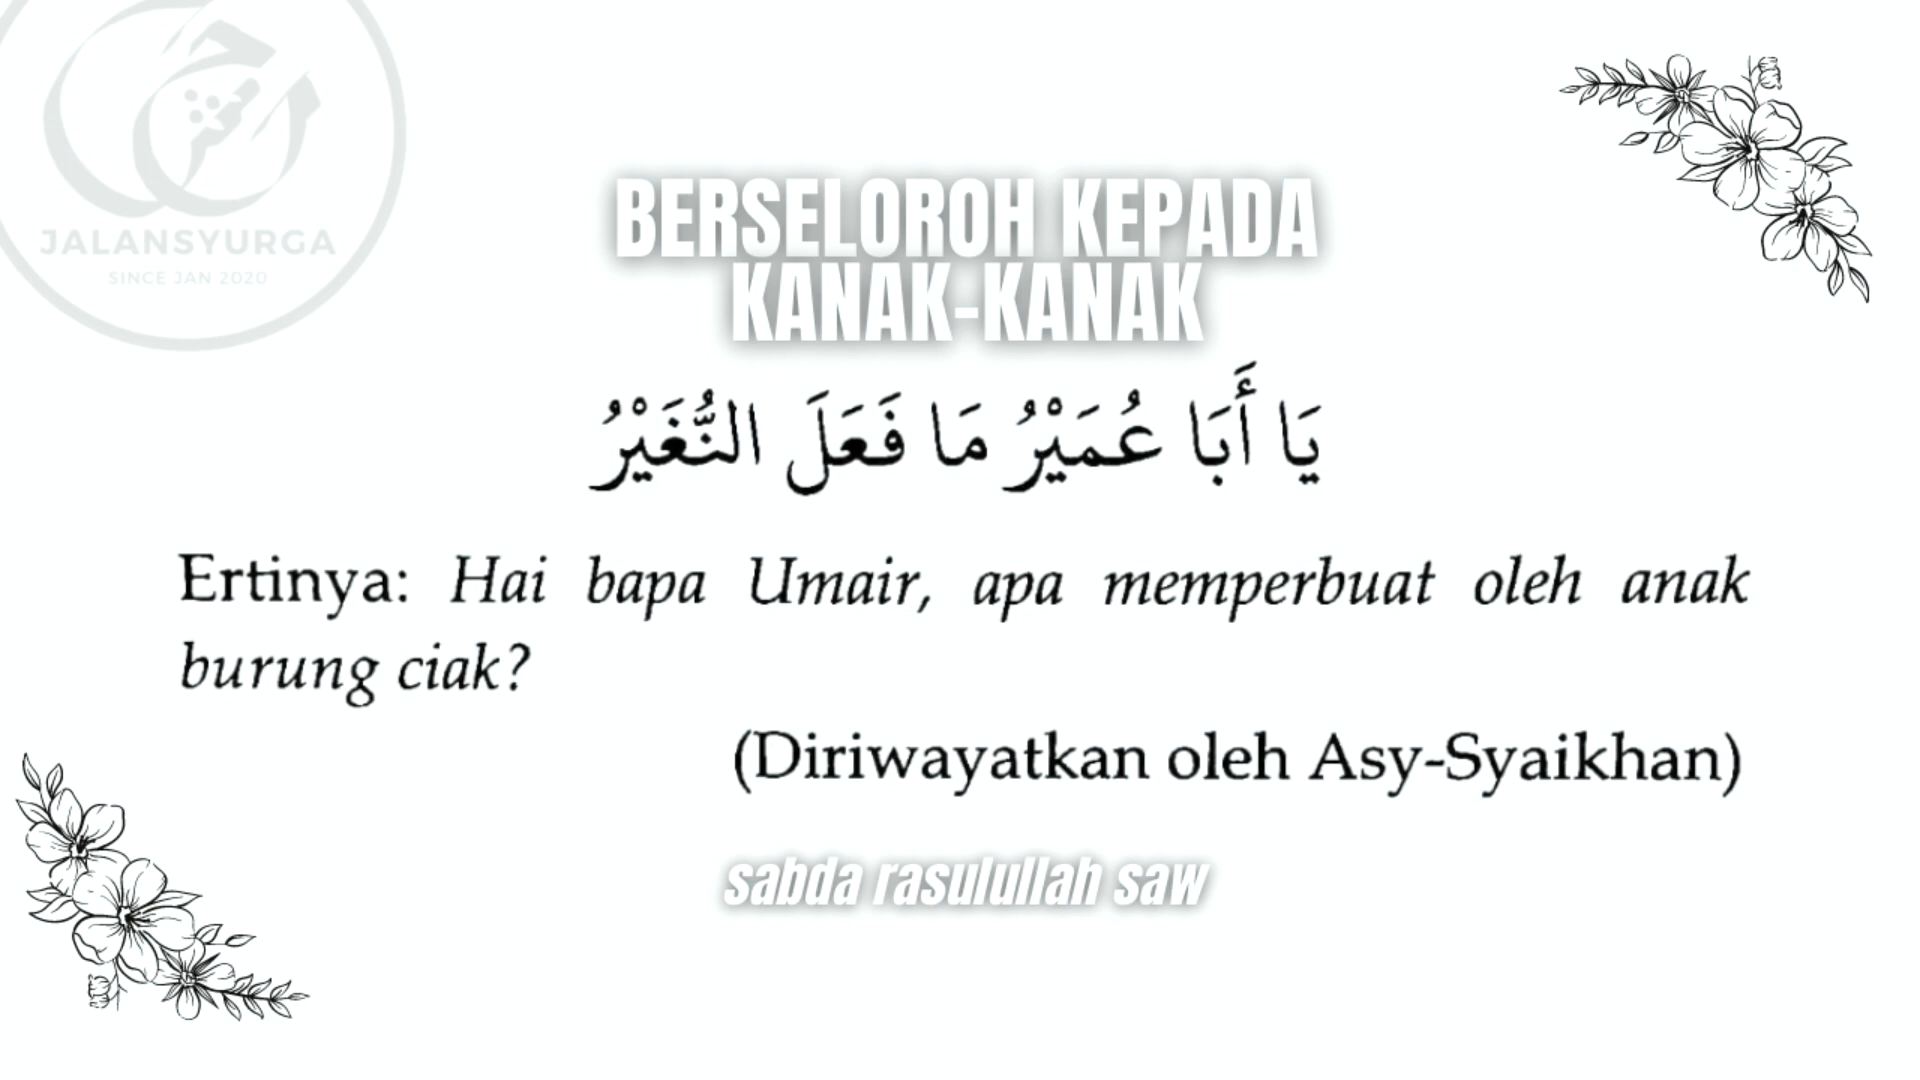 JALANSYURGA
SINCE JAN 2020
BERSELOROH KEPADA
KANAK-KANAK
يَا أَبَا عُمَيْرُ مَا فَعَلَ النُّغَيْرُ
Ertinya: Hai bapa Umair, apa memperbuat oleh anak
burung ciak?
(Diriwayatkan oleh Asy-Syaikhan)
sabda rasulullah saw